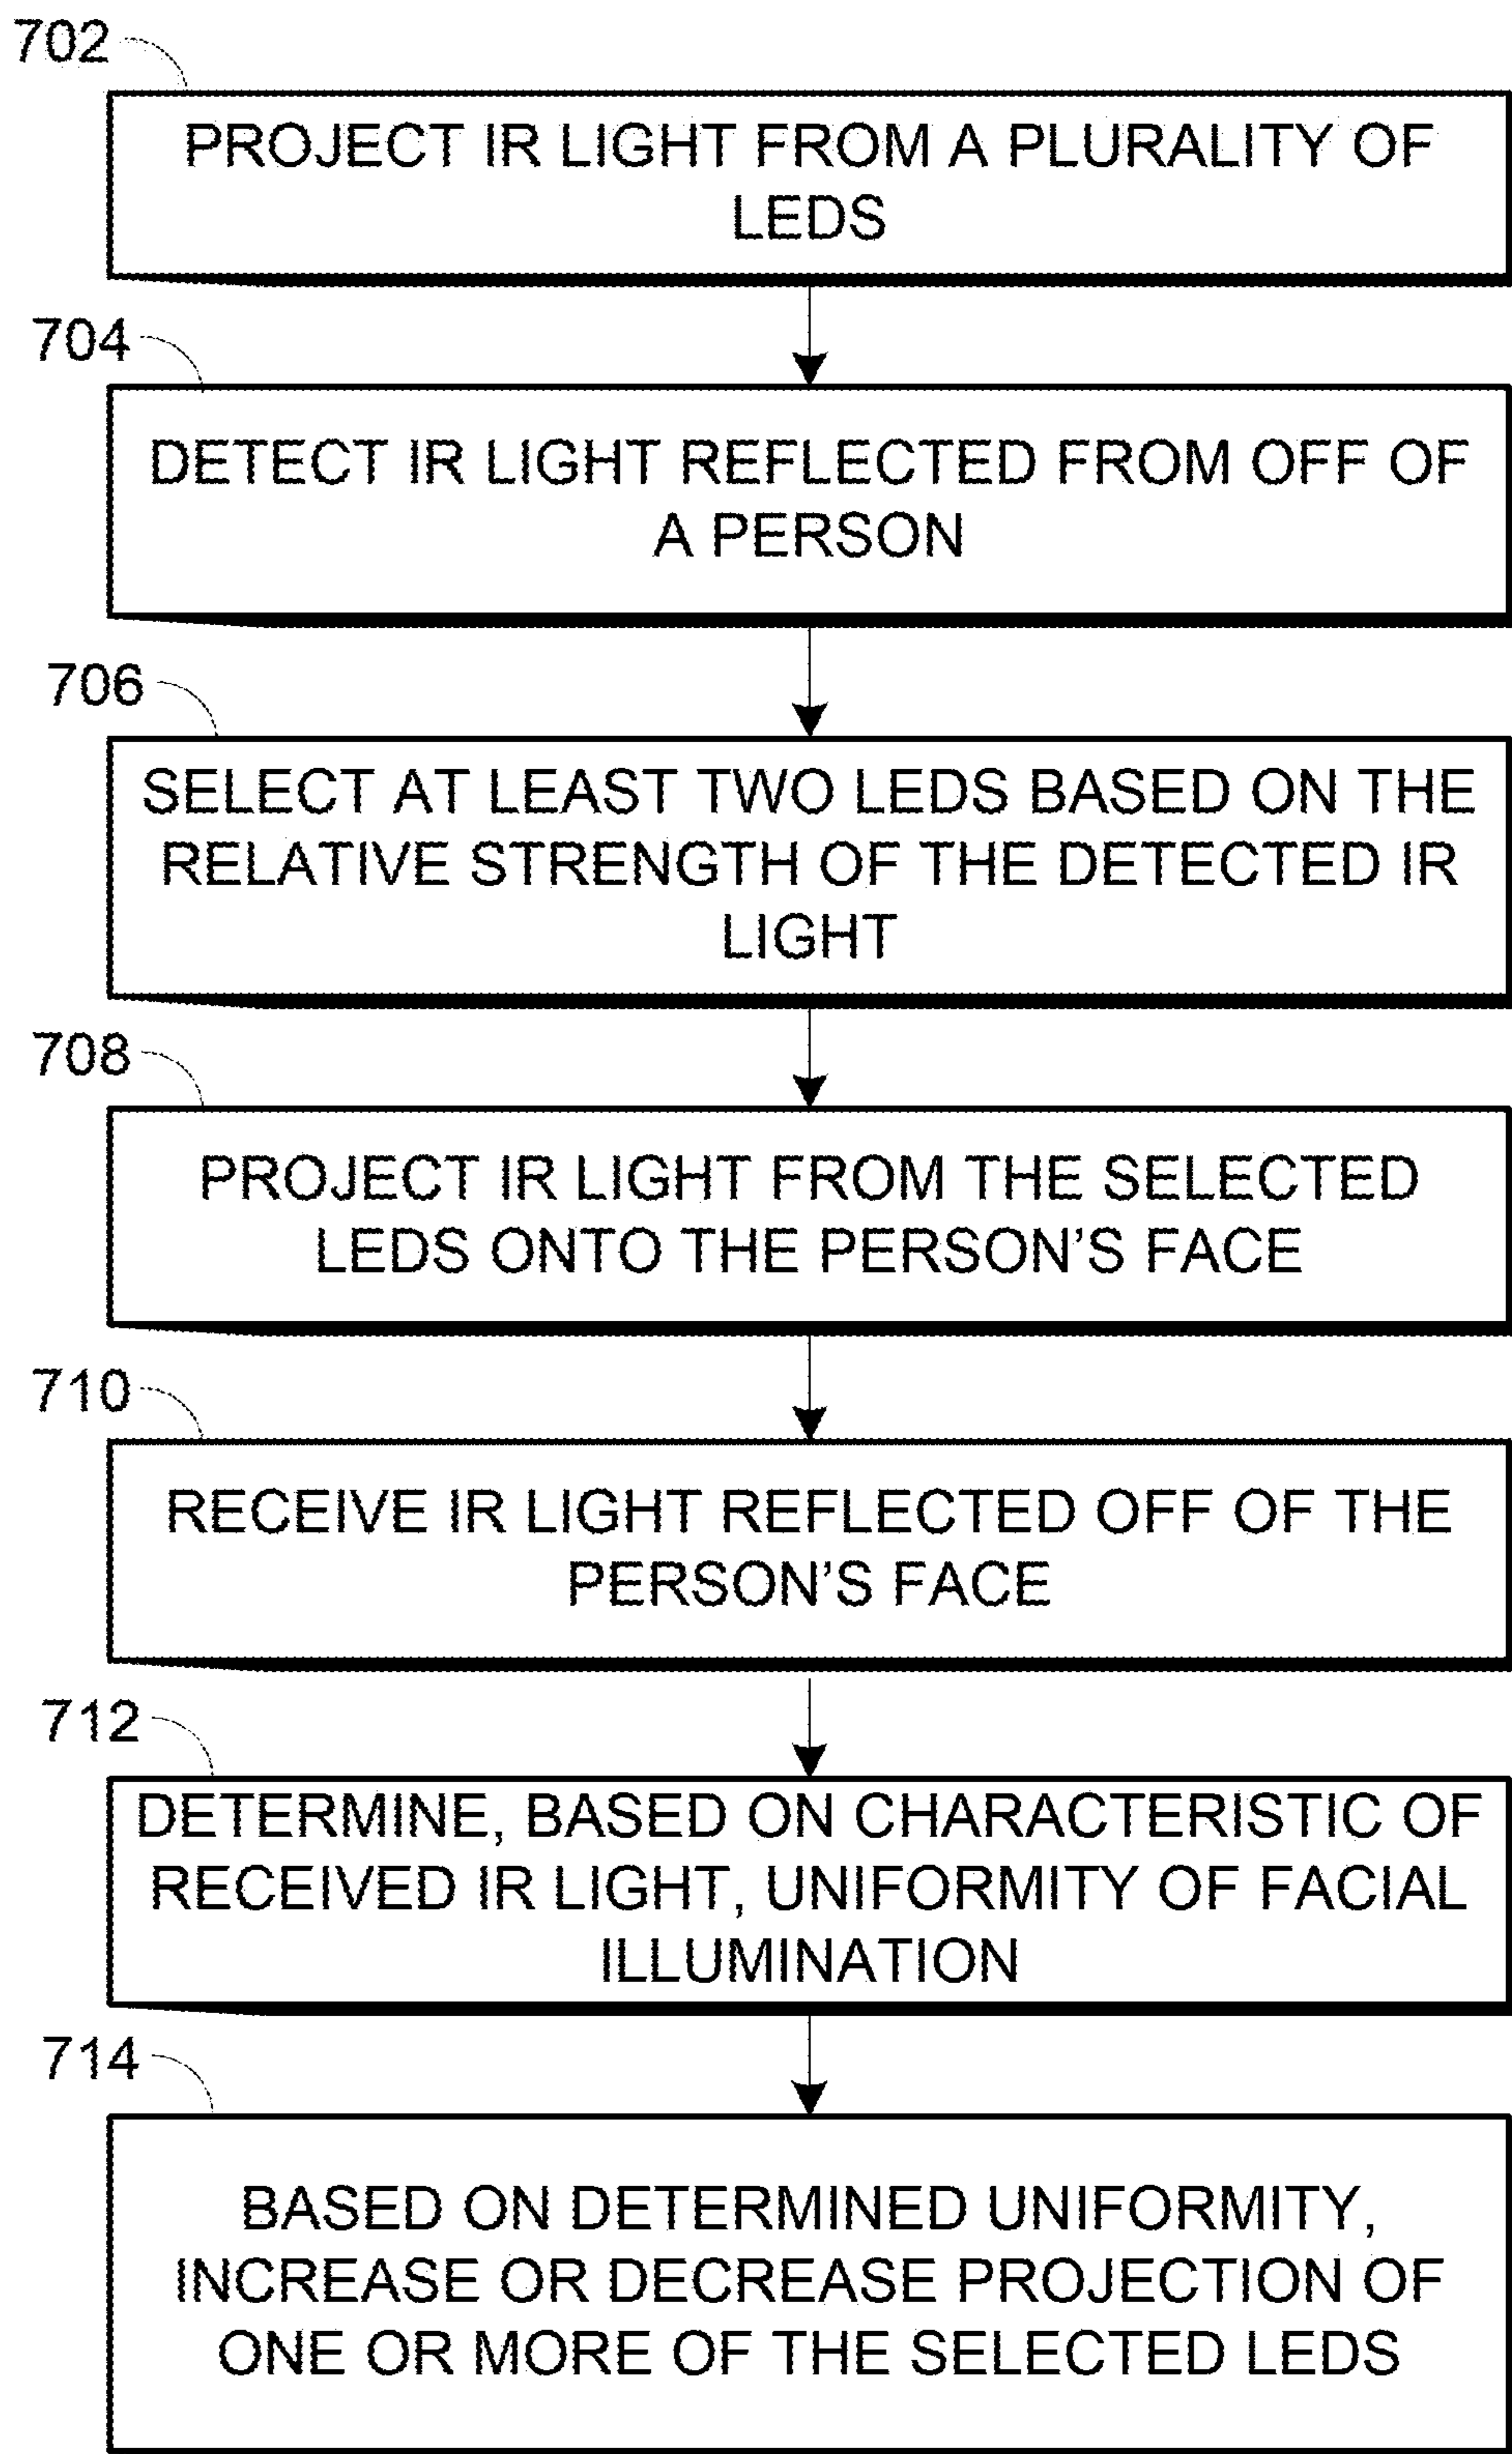 702
PROJECT IR LIGHT FROM A PLURALITY OF
LEDS
704
DETECT IR LIGHT REFLECTED FROM OFF OF
A PERSON
706
SELECT AT LEAST TWO LEDS BASED ON THE
RELATIVE STRENGTH OF THE DETECTED IR
LIGHT
708
PROJECT IR LIGHT FROM THE SELECTED
LEDS ONTO THE PERSON'S FACE
710
RECEIVE IR LIGHT REFLECTED OFF OF THE
PERSON'S FACE
712
DETERMINE, BASED ON CHARACTERISTIC OF
RECEIVED IR LIGHT, UNIFORMITY OF FACIAL
ILLUMINATION
714
BASED ON DETERMINED UNIFORMITY,
INCREASE OR DECREASE PROJECTION OF
ONE OR MORE OF THE SELECTED LEDS